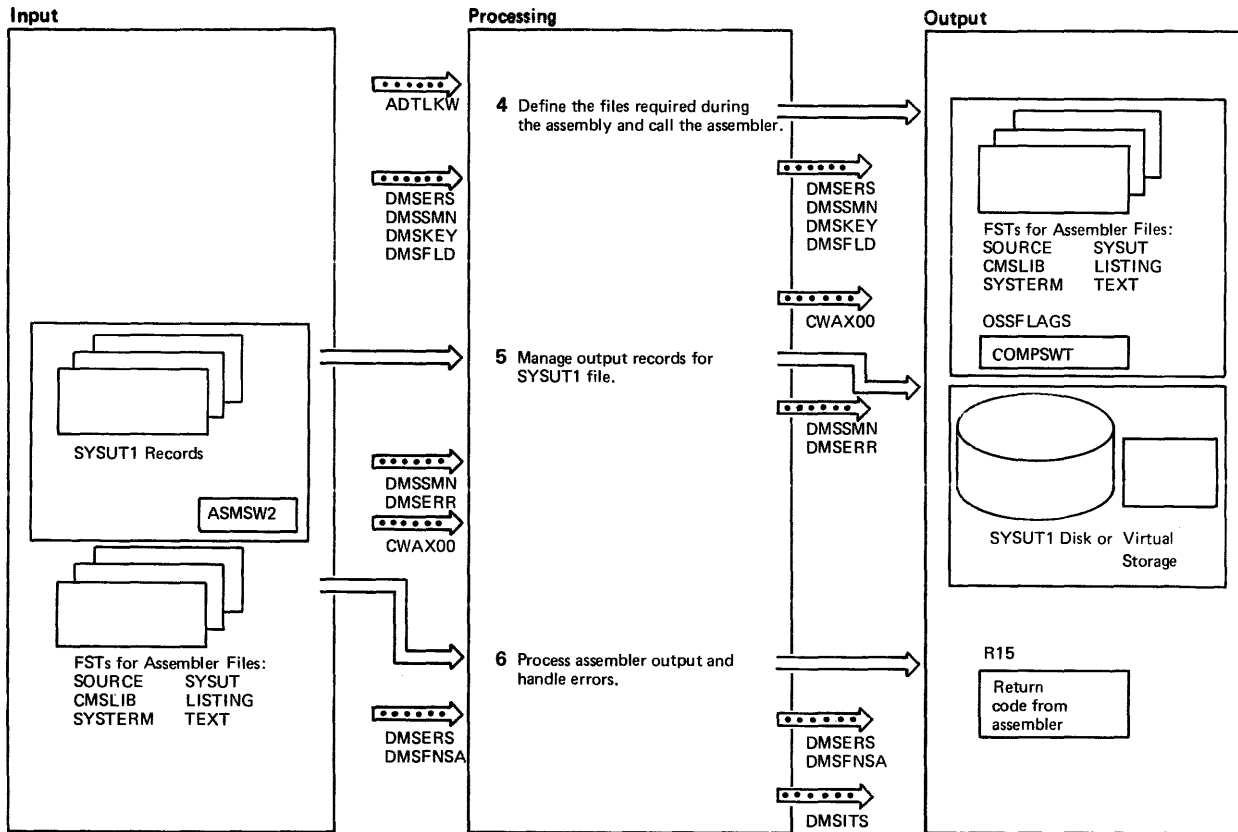 Input
Processing
Output
ADTLKW
4 Define the files required during
the assembly and call the assembler.
DMSERS
DMSSMN
DMSKEY
DMSFLD
DMSERS
DMSSMN
DMSKEY
DMSFLD
FSTs for Assembler Files:
SOURCE SYSUT
CMSLIB LISTING
SYSTERM TEXT
CWAX00
OSSFLAGS
COMPSWT
5 Manage output records for
SYSUT1 file.
SYSUT1 Records
ASMSW2
DMSSMN
DMSERR
DMSSMN
DMSERR
CWAX00
SYSUT1 Disk or Virtual
Storage
FSTs for Assembler Files:
SOURCE SYSUT
CMSLIB LISTING
SYSTERM TEXT
6 Process assembler output and
handle errors.
R15
Return
code from
assembler
DMSERS
DMSFNSA
DMSERS
DMSFNSA
DMSITS